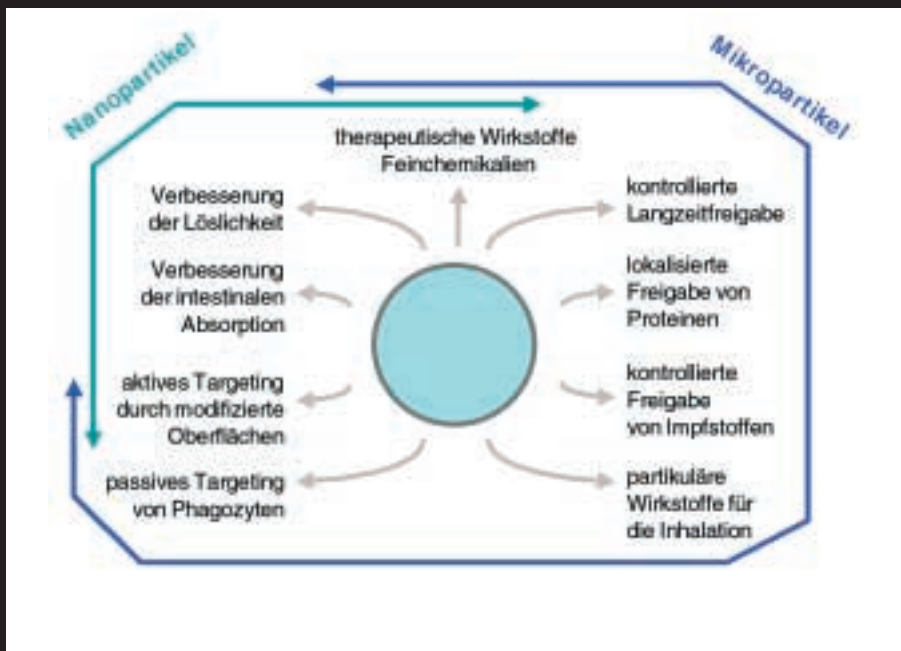 Nanopartikel
Mikropartikel
therapeutische Wirkstoffe
Feinchemikalien
Verbesserung
der Löslichkeit
Verbesserung
der intestinalen
Absorption
aktives Targeting
durch modifizierte
Oberflächen
passives Targeting
von Phagozyten
kontrollierte
Langzeitfreigabe
lokalisierte
Freigabe von
Proteinen
kontrollierte
Freigabe
von Impfstoffen
partikuläre
Wirkstoffe für
die Inhalation